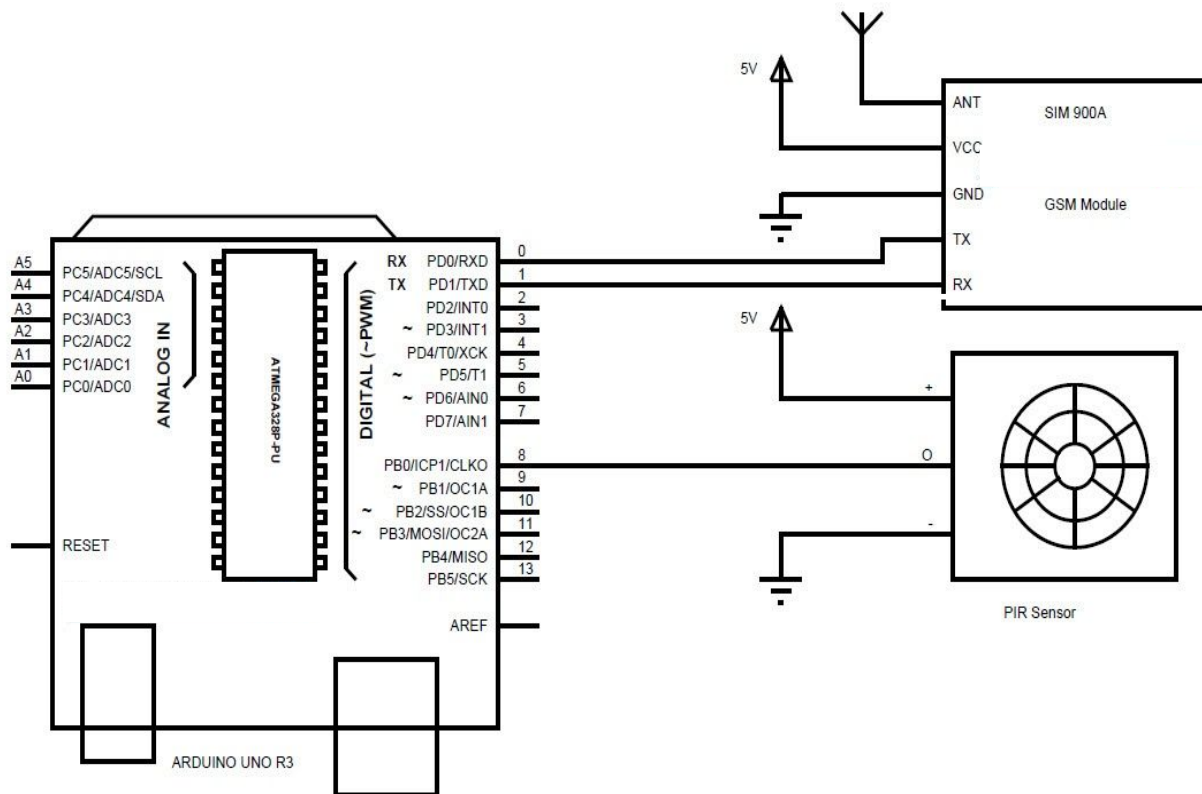 5V
ANT
SIM 900A
VCC
GND
GSM Module
TX
RX
A5
PC5/ADC5/SCL
A4
PC4/ADC4/SDA
A3
PC3/ADC3
A2
PC2/ADC2
A1
PC1/ADC1
A0
PC0/ADC0
ANALOG IN
ATMEGA328P-PU
DIGITAL (~PWM)
RX PD0/RXD 0
TX PD1/TXD 1
PD2/INT0 2
~ PD3/INT1 3
PD4/T0/XCK 4
~ PD5/T1 5
~ PD6/AIN0 6
PD7/AIN1 7
PB0/ICP1/CLKO 8
~ PB1/OC1A 9
~ PB2/SS/OC1B 10
~ PB3/MOSI/OC2A 11
PB4/MISO 12
PB5/SCK 13
RESET
AREF
ARDUINO UNO R3
5V
+
O
-
PIR Sensor